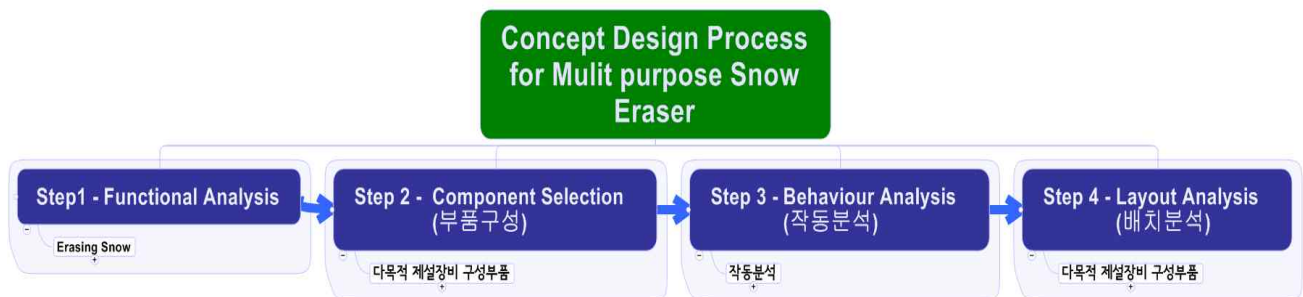 Concept Design Process
for Mulit purpose Snow
Eraser
Step1 - Functional Analysis
Erasing Snow
Step 2 - Component Selection
(부품구성)
다목적 제설장비 구성부품
Step 3 - Behaviour Analysis
(작동분석)
작동분석
Step 4 - Layout Analysis
(배치분석)
다목적 제설장비 구성부품